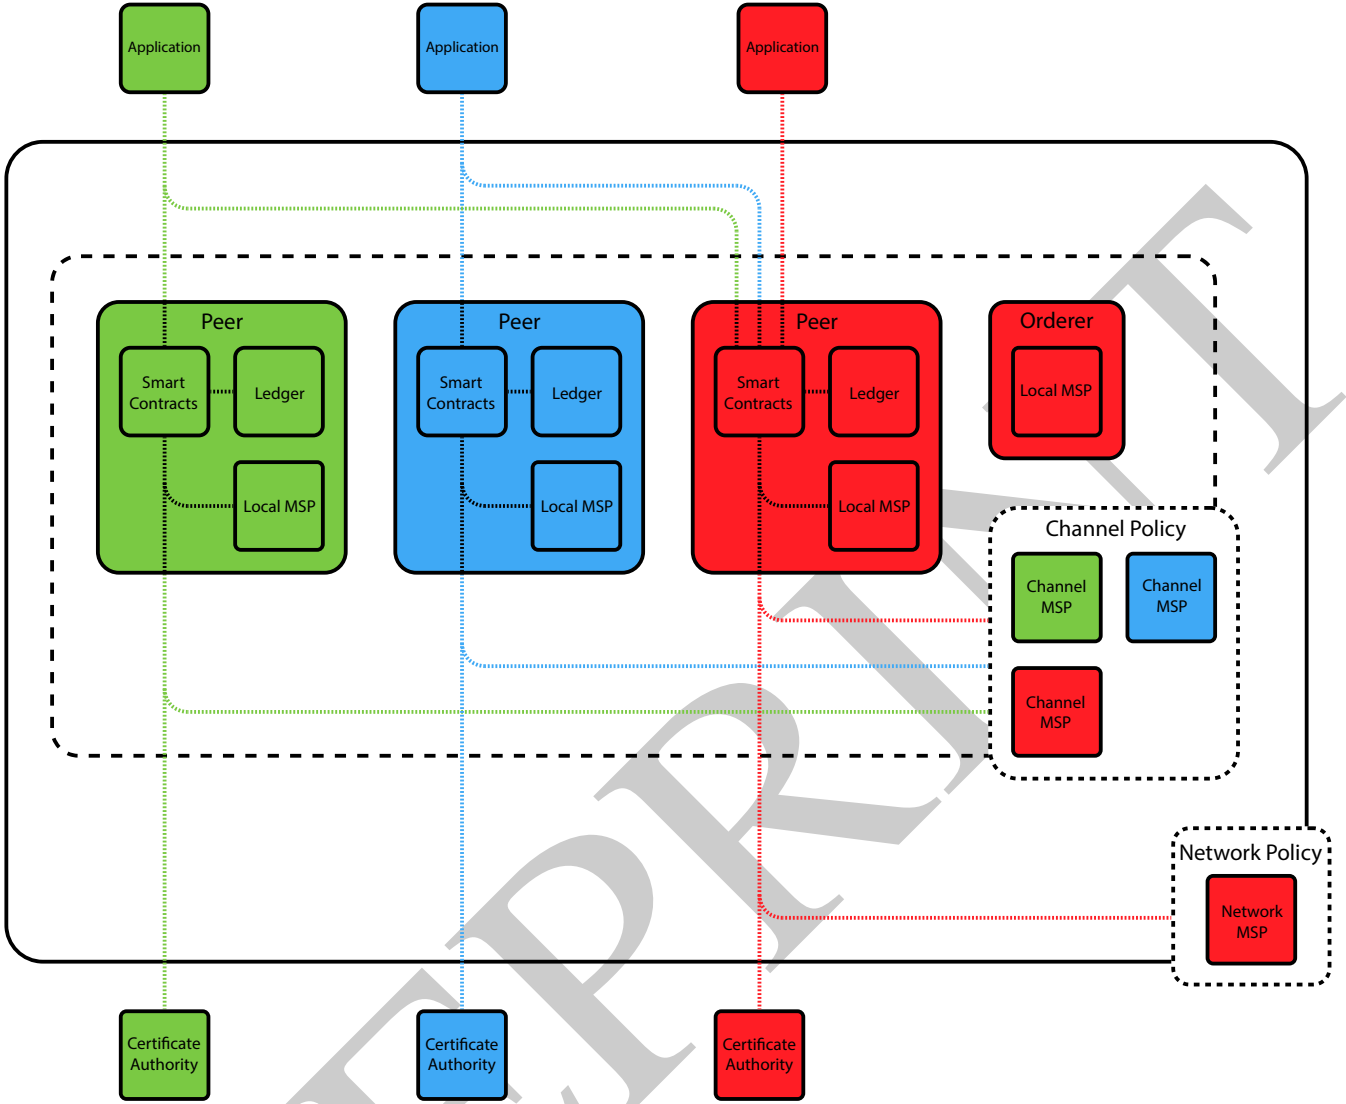 Application
Application
Application
Peer
Peer
Peer
Orderer
Smart
Contracts
Ledger
Smart
Contracts
Ledger
Smart
Contracts
Ledger
Local MSP
Local MSP
Local MSP
Local MSP
Channel Policy
Channel
MSP
Channel
MSP
Channel
MSP
Network Policy
Network
MSP
Certificate
Authority
Certificate
Authority
Certificate
Authority
EPRINT